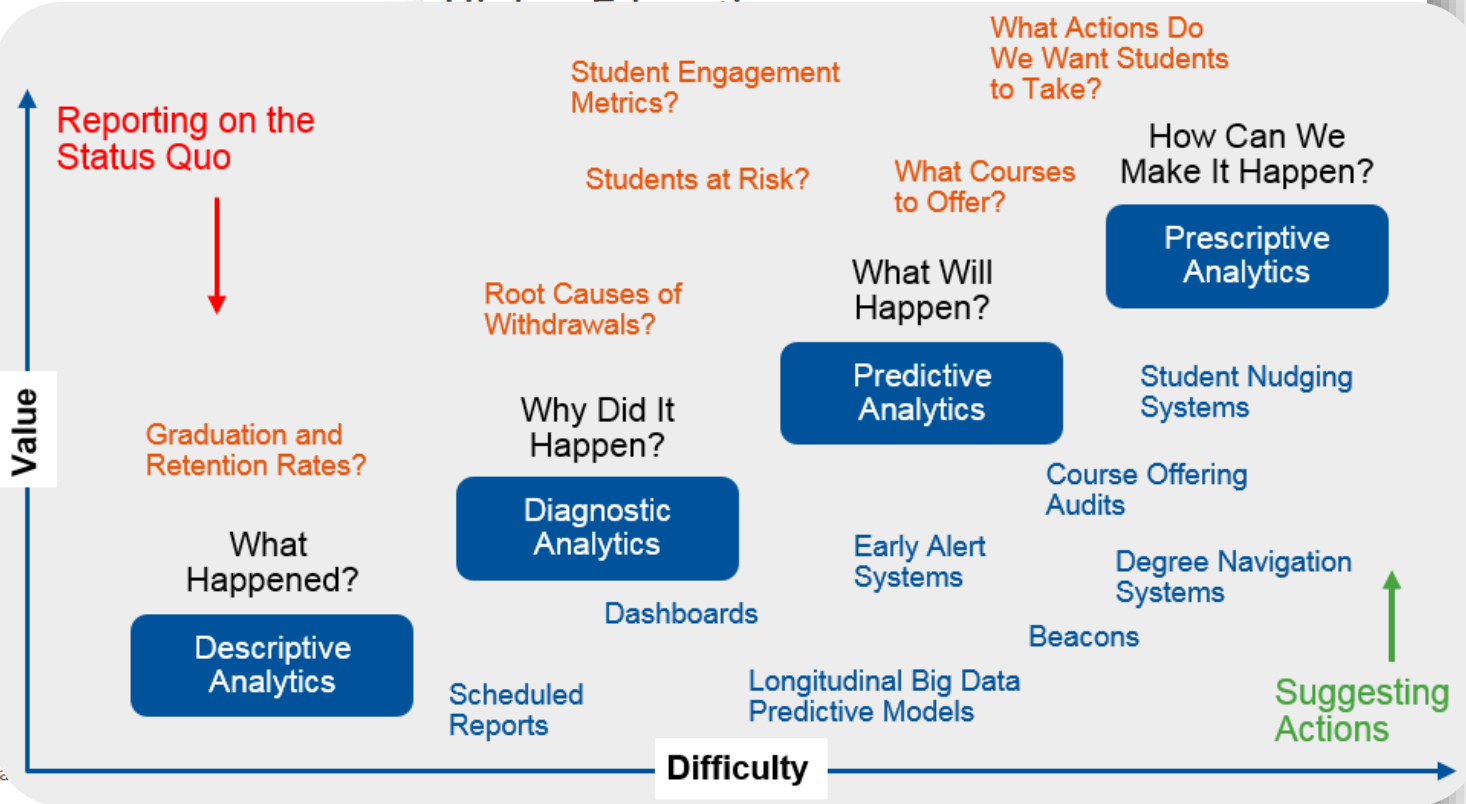 What Actions Do
We Want Students
to Take?
Student Engagement
Metrics?
Reporting on the
Status Quo
How Can We
Make It Happen?
Students at Risk?
What Courses
to Offer?
Prescriptive
Analytics
What Will
Happen?
Root Causes of
Withdrawals?
Predictive
Analytics
Student Nudging
Systems
Value
Why Did It
Happen?
Graduation and
Retention Rates?
Course Offering
Audits
Diagnostic
Analytics
What
Happened?
Early Alert
Systems
Degree Navigation
Systems
Dashboards
Beacons
Descriptive
Analytics
Scheduled
Reports
Longitudinal Big Data
Predictive Models
Suggesting
Actions
Difficulty